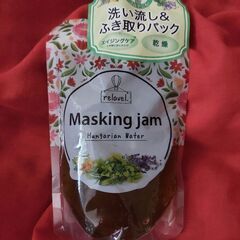 洗い流し&
ふき取りパック
エイジングケア
乾燥
relovel.
Masking jam
Hungarian Water